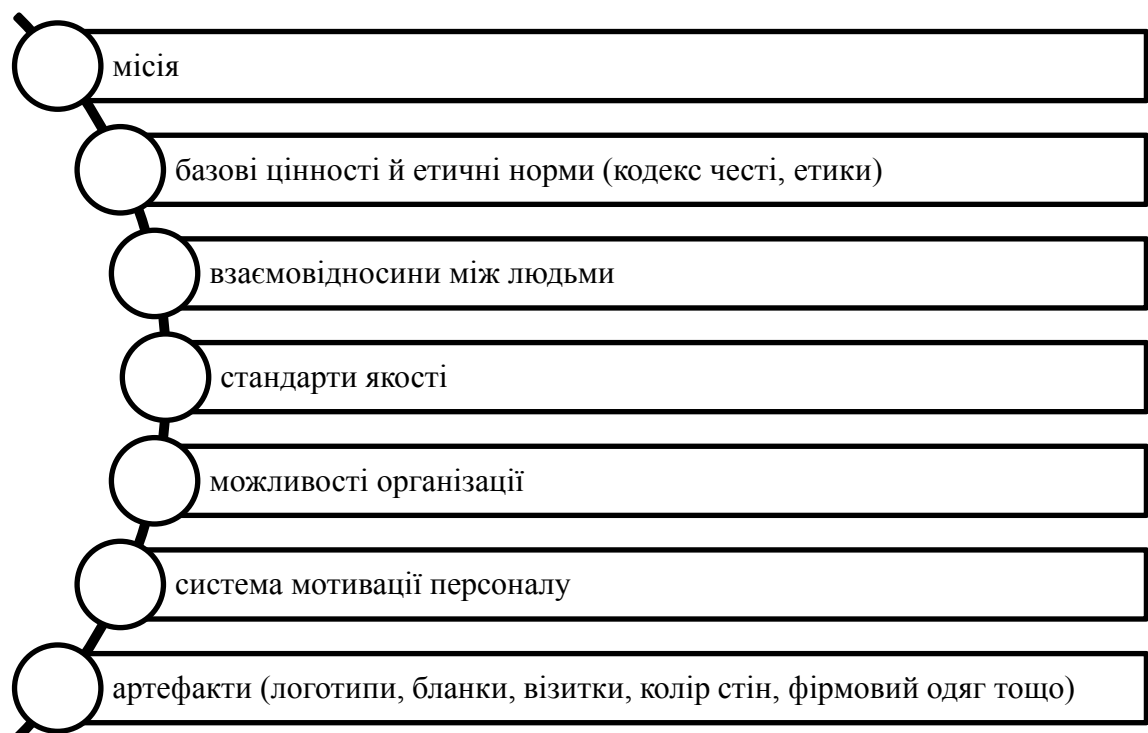 місія
базові цінності й етичні норми (кодекс честі, етики)
взаємовідносини між людьми
стандарти якості
можливості організації
система мотивації персоналу
артефакти (логотипи, бланки, візитки, колір стін, фірмовий одяг тощо)